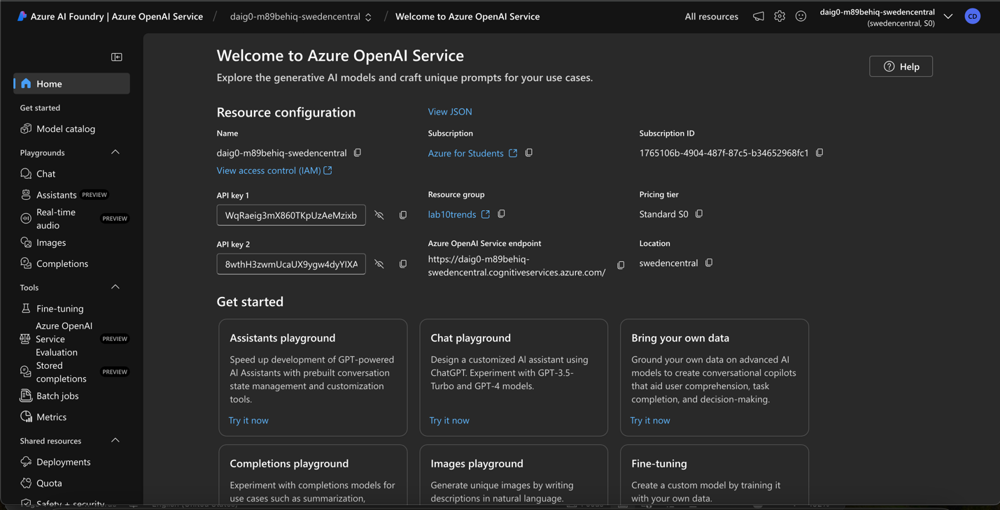 Azure AI Foundry | Azure OpenAI Service / daig0-m89behiq-swedencentral / Welcome to Azure OpenAI Service
All resources
daig0-m89behiq-swedencentral
(swedencentral, S0)
CD
Home
Get started
Model catalog
Playgrounds
Chat
Assistants PREVIEW
Real-time
audio
PREVIEW
Images
Completions
Tools
Fine-tuning
Azure OpenAI
Service
Evaluation
PREVIEW
Stored
completions
PREVIEW
Batch jobs
Metrics
Shared resources
Deployments
Quota
Safety + security
Welcome to Azure OpenAI Service
Explore the generative AI models and craft unique prompts for your use cases.
Help
Resource configuration
View JSON
Name
daig0-m89behiq-swedencentral
View access control (IAM)
Subscription
Azure for Students
Subscription ID
1765106b-4904-487f-87c5-b34652968fc1
API key 1
WqRaeig3mX860TKpUzAeMzixb
Resource group
lab10trends
Pricing tier
Standard S0
API key 2
8wthH3zwmUcaUX9ygw4dyYIXA
Azure OpenAI Service endpoint
https://daig0-m89behiq-
swedencentral.cognitiveservices.azure.com/
Location
swedencentral
Get started
Assistants playground
Speed up development of GPT-powered
AI Assistants with prebuilt conversation
state management and customization
tools.
Try it now
Chat playground
Design a customized AI assistant using
ChatGPT. Experiment with GPT-3.5-
Turbo and GPT-4 models.
Try it now
Bring your own data
Ground your own data on advanced AI
models to create conversational copilots
that aid user comprehension, task
completion, and decision-making.
Try it now
Completions playground
Experiment with completions models for
use cases such as summarization,
Images playground
Generate unique images by writing
descriptions in natural language.
Fine-tuning
Create a custom model by training it
with your own data.